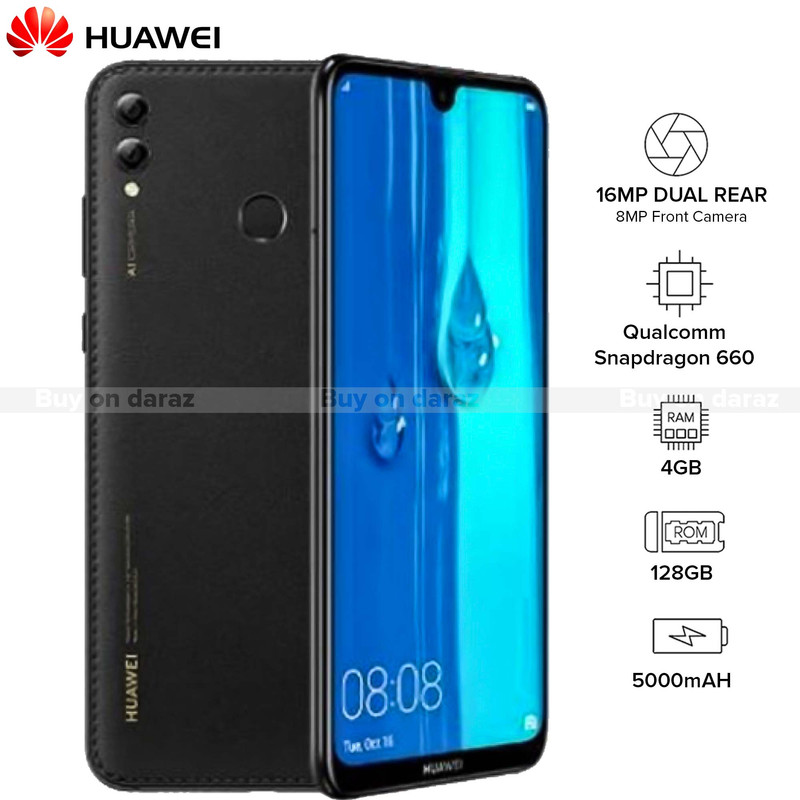 HUAWEI
AI CAMERA
HUAWEI
08:08
Tue, Oct 16
HUAWEI
16MP DUAL REAR
8MP Front Camera
Qualcomm
Snapdragon 660
Buy on daraz
Buy on daraz
Buy on daraz
RAM
4GB
ROM
128GB
5000mAH